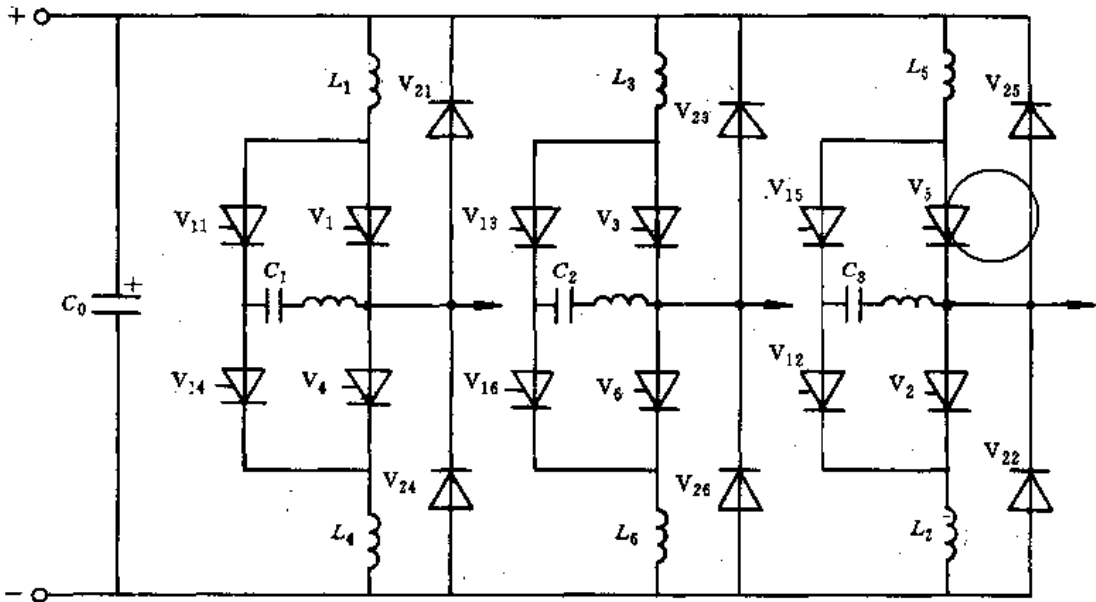 +
L₁
V₂₁
L₃
V₂₃
L₅
V₂₅
V₁₁
V₁
V₁₃
V₃
V₁₅
V₅
C₀
+
C₁
C₂
C₃
V₁₄
V₄
V₁₆
V₆
V₁₂
V₂
V₂₄
V₂₆
V₂₂
L₄
L₆
L₂
−